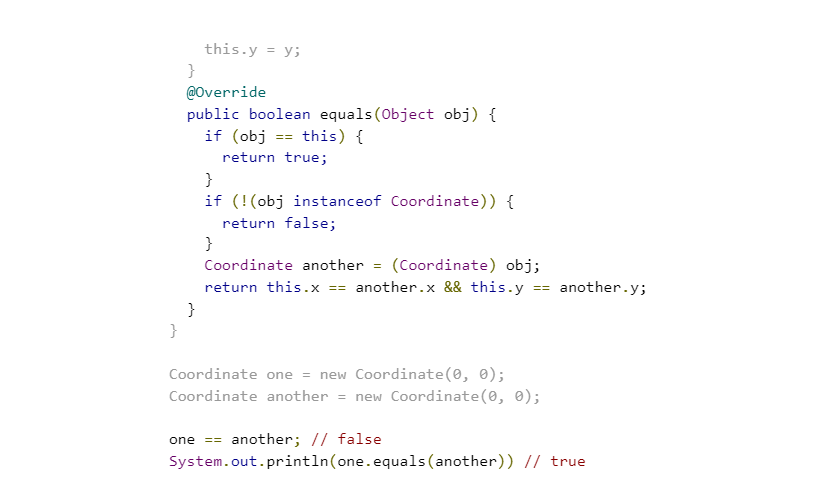 this.y = y;
}
@Override
public boolean equals(Object obj) {
if (obj == this) {
return true;
}
if (!(obj instanceof Coordinate)) {
return false;
}
Coordinate another = (Coordinate) obj;
return this.x == another.x && this.y == another.y;
}
}
Coordinate one = new Coordinate(0, 0);
Coordinate another = new Coordinate(0, 0);
one == another; // false
System.out.println(one.equals(another)) // true